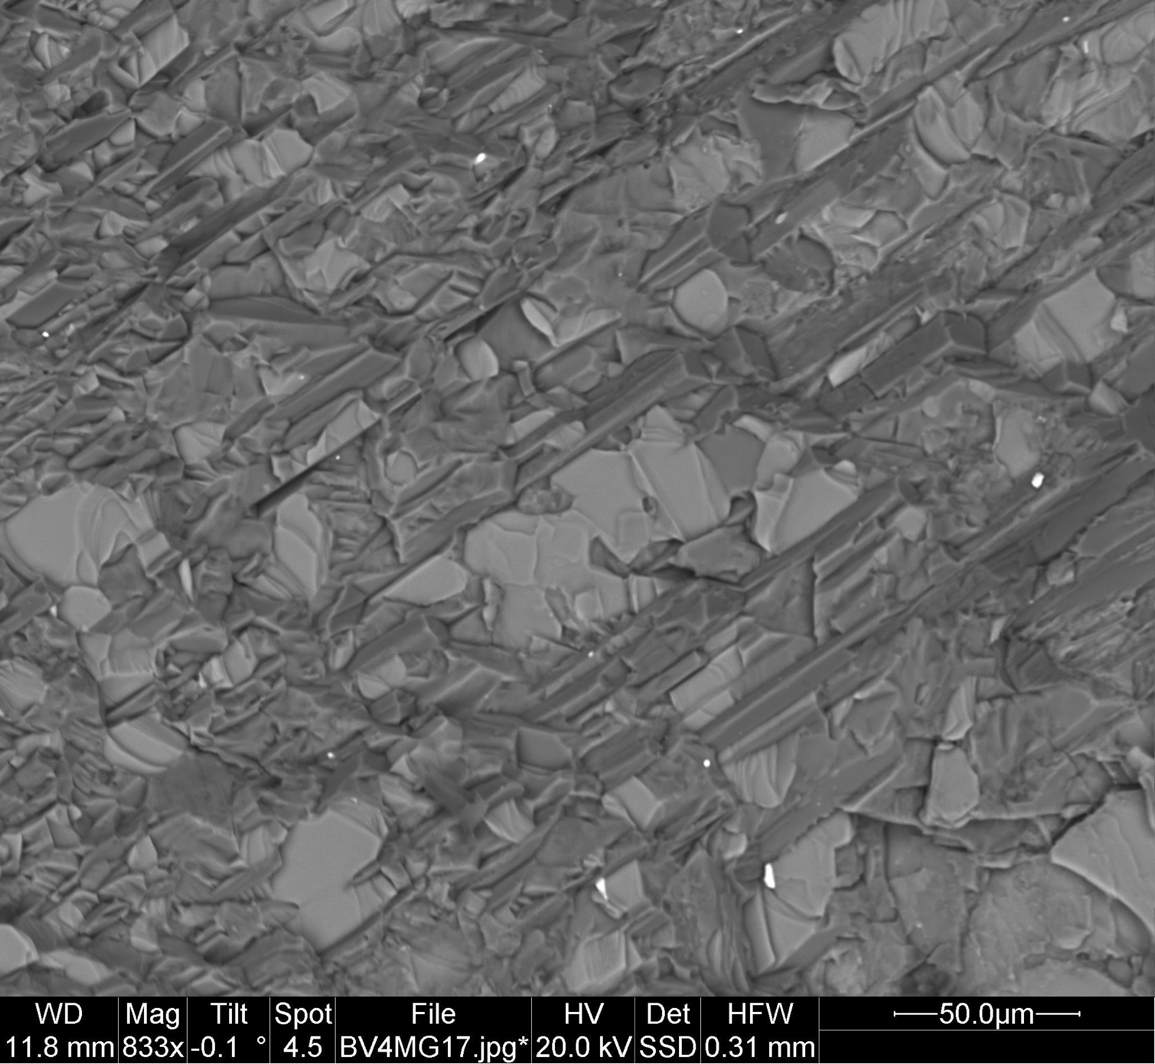 WD Mag Tilt Spot File HV Det HFW 50.0µm
11.8 mm 833x -0.1 ° 4.5 BV4MG17.jpg* 20.0 kV SSD 0.31 mm